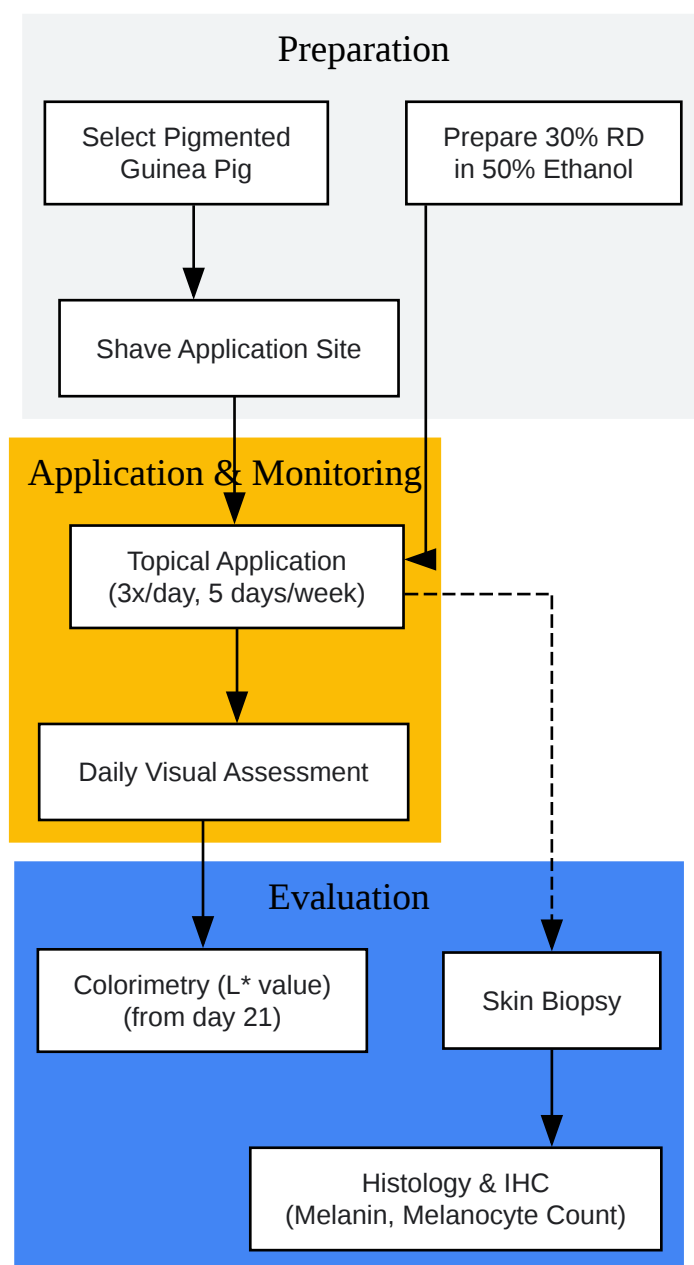 Preparation
Select Pigmented
Guinea Pig
Prepare 30% RD
in 50% Ethanol
Shave Application Site
Application & Monitoring
Topical Application
(3x/day, 5 days/week)
Daily Visual Assessment
Evaluation
Colorimetry (L* value)
(from day 21)
Skin Biopsy
Histology & IHC
(Melanin, Melanocyte Count)